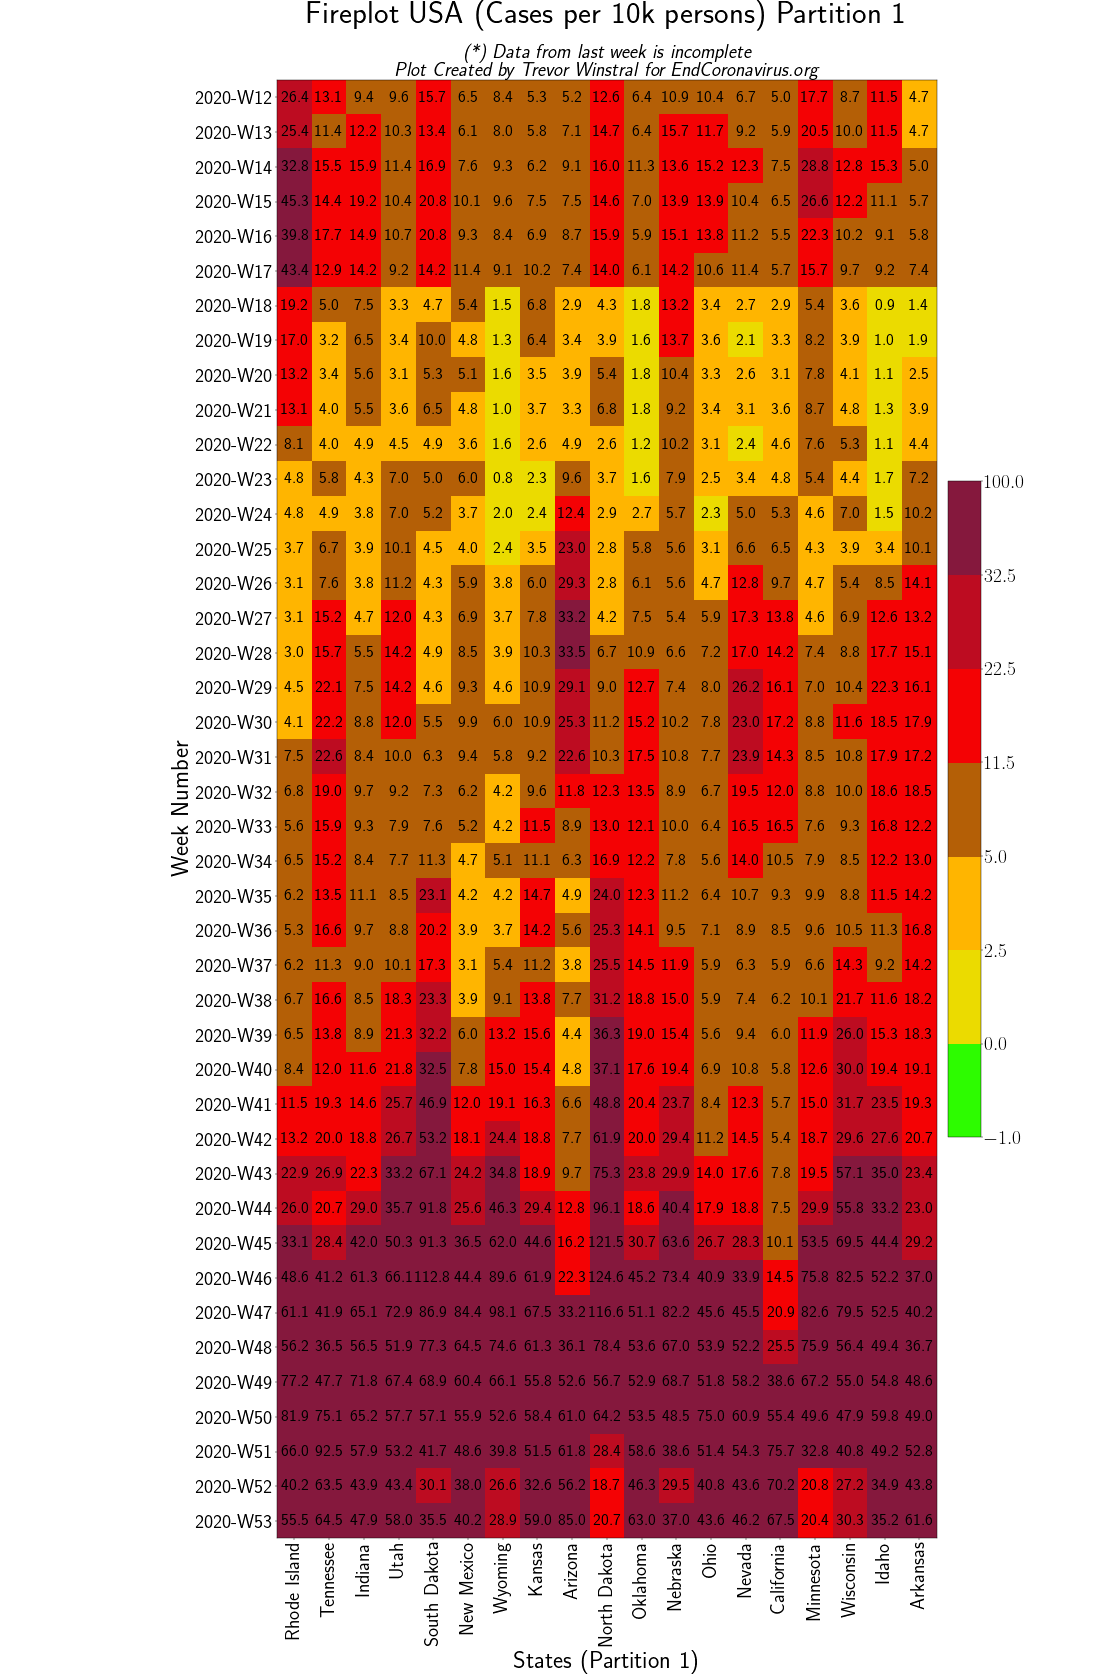 Fireplot USA (Cases per 10k persons) Partition 1
(*) Data from last week is incomplete
Plot Created by Trevor Winstral for EndCoronavirus.org
2020-W12 26.4 13.1 9.4 9.6 15.7 6.5 8.4 5.3 5.2 12.6 6.4 10.9 10.4 6.7 5.0 17.7 8.7 11.5 4.7
2020-W13 25.4 11.4 12.2 10.3 13.4 6.1 8.0 5.8 7.1 14.7 6.4 15.7 11.7 9.2 5.9 20.5 10.0 11.5 4.7
2020-W14 32.8 15.5 15.9 11.4 16.9 7.6 9.3 6.2 9.1 16.0 11.3 13.6 15.2 12.3 7.5 28.8 12.8 15.3 5.0
2020-W15 45.3 14.4 19.2 10.4 20.8 10.1 9.6 7.5 7.5 14.6 7.0 13.9 13.9 10.4 6.5 26.6 12.2 11.1 5.7
2020-W16 39.8 17.7 14.9 10.7 20.8 9.3 8.4 6.9 8.7 15.9 5.9 15.1 13.8 11.2 5.5 22.3 10.2 9.1 5.8
2020-W17 43.4 12.9 14.2 9.2 14.2 11.4 9.1 10.2 7.4 14.0 6.1 14.2 10.6 11.4 5.7 15.7 9.7 9.2 7.4
2020-W18 19.2 5.0 7.5 3.3 4.7 5.4 1.5 6.8 2.9 4.3 1.8 13.2 3.4 2.7 2.9 5.4 3.6 0.9 1.4
2020-W19 17.0 3.2 6.5 3.4 10.0 4.8 1.3 6.4 3.4 3.9 1.6 13.7 3.6 2.1 3.3 8.2 3.9 1.0 1.9
2020-W20 13.2 3.4 5.6 3.1 5.3 5.1 1.6 3.5 3.9 5.4 1.8 10.4 3.3 2.6 3.1 7.8 4.1 1.1 2.5
2020-W21 13.1 4.0 5.5 3.6 6.5 4.8 1.0 3.7 3.3 6.8 1.8 9.2 3.4 3.1 3.6 8.7 4.8 1.3 3.9
2020-W22 8.1 4.0 4.9 4.5 4.9 3.6 1.6 2.6 4.9 2.6 1.2 10.2 3.1 2.4 4.6 7.6 5.3 1.1 4.4
2020-W23 4.8 5.8 4.3 7.0 5.0 6.0 0.8 2.3 9.6 3.7 1.6 7.9 2.5 3.4 4.8 5.4 4.4 1.7 7.2
2020-W24 4.8 4.9 3.8 7.0 5.2 3.7 2.0 2.4 12.4 2.9 2.7 5.7 2.3 5.0 5.3 4.6 7.0 1.5 10.2
2020-W25 3.7 6.7 3.9 10.1 4.5 4.0 2.4 3.5 23.0 2.8 5.8 5.6 3.1 6.6 6.5 4.3 3.9 3.4 10.1
2020-W26 3.1 7.6 3.8 11.2 4.3 5.9 3.8 6.0 29.3 2.8 6.1 5.6 4.7 12.8 9.7 4.7 5.4 8.5 14.1
2020-W27 3.1 15.2 4.7 12.0 4.3 6.9 3.7 7.8 33.2 4.2 7.5 5.4 5.9 17.3 13.8 4.6 6.9 12.6 13.2
2020-W28 3.0 15.7 5.5 14.2 4.9 8.5 3.9 10.3 33.5 6.7 10.9 6.6 7.2 17.0 14.2 7.4 8.8 17.7 15.1
2020-W29 4.5 22.1 7.5 14.2 4.6 9.3 4.6 10.9 29.1 9.0 12.7 7.4 8.0 26.2 16.1 7.0 10.4 22.3 16.1
2020-W30 4.1 22.2 8.8 12.0 5.5 9.9 6.0 10.9 25.3 11.2 15.2 10.2 7.8 23.0 17.2 8.8 11.6 18.5 17.9
2020-W31 7.5 22.6 8.4 10.0 6.3 9.4 5.8 9.2 22.6 10.3 17.5 10.8 7.7 23.9 14.3 8.5 10.8 17.9 17.2
2020-W32 6.8 19.0 9.7 9.2 7.3 6.2 4.2 9.6 11.8 12.3 13.5 8.9 6.7 19.5 12.0 8.8 10.0 18.6 18.5
2020-W33 5.6 15.9 9.3 7.9 7.6 5.2 4.2 11.5 8.9 13.0 12.1 10.0 6.4 16.5 16.5 7.6 9.3 16.8 12.2
2020-W34 6.5 15.2 8.4 7.7 11.3 4.7 5.1 11.1 6.3 16.9 12.2 7.8 5.6 14.0 10.5 7.9 8.5 12.2 13.0
2020-W35 6.2 13.5 11.1 8.5 23.1 4.2 4.2 14.7 4.9 24.0 12.3 11.2 6.4 10.7 9.3 9.9 8.8 11.5 14.2
2020-W36 5.3 16.6 9.7 8.8 20.2 3.9 3.7 14.2 5.6 25.3 14.1 9.5 7.1 8.9 8.5 9.6 10.5 11.3 16.8
2020-W37 6.2 11.3 9.0 10.1 17.3 3.1 5.4 11.2 3.8 25.5 14.5 11.9 5.9 6.3 5.9 6.6 14.3 9.2 14.2
2020-W38 6.7 16.6 8.5 18.3 23.3 3.9 9.1 13.8 7.7 31.2 18.8 15.0 5.9 7.4 6.2 10.1 21.7 11.6 18.2
2020-W39 6.5 13.8 8.9 21.3 32.2 6.0 13.2 15.6 4.4 36.3 19.0 15.4 5.6 9.4 6.0 11.9 26.0 15.3 18.3
2020-W40 8.4 12.0 11.6 21.8 32.5 7.8 15.0 15.4 4.8 37.1 17.6 19.4 6.9 10.8 5.8 12.6 30.0 19.4 19.1
2020-W41 11.5 19.3 14.6 25.7 46.9 12.0 19.1 16.3 6.6 48.8 20.4 23.7 8.4 12.3 5.7 15.0 31.7 23.5 19.3
2020-W42 13.2 20.0 18.8 26.7 53.2 18.1 24.4 18.8 7.7 61.9 20.0 29.4 11.2 14.5 5.4 18.7 29.6 27.6 20.7
2020-W43 22.9 26.9 22.3 33.2 67.1 24.2 34.8 18.9 9.7 75.3 23.8 29.9 14.0 17.6 7.8 19.5 57.1 35.0 23.4
2020-W44 26.0 20.7 29.0 35.7 91.8 25.6 46.3 29.4 12.8 96.1 18.6 40.4 17.9 18.8 7.5 29.9 55.8 33.2 23.0
2020-W45 33.1 28.4 42.0 50.3 91.3 36.5 62.0 44.6 16.2 121.5 30.7 63.6 26.7 28.3 10.1 53.5 69.5 44.4 29.2
2020-W46 48.6 41.2 61.3 66.1 112.8 44.4 89.6 61.9 22.3 124.6 45.2 73.4 40.9 33.9 14.5 75.8 82.5 52.2 37.0
2020-W47 61.1 41.9 65.1 72.9 86.9 84.4 98.1 67.5 33.2 116.6 51.1 82.2 45.6 45.5 20.9 82.6 79.5 52.5 40.2
2020-W48 56.2 36.5 56.5 51.9 77.3 64.5 74.6 61.3 36.1 78.4 53.6 67.0 53.9 52.2 25.5 75.9 56.4 49.4 36.7
2020-W49 77.2 47.7 71.8 67.4 68.9 60.4 66.1 55.8 52.6 56.7 52.9 68.7 51.8 58.2 38.6 67.2 55.0 54.8 48.6
2020-W50 81.9 75.1 65.2 57.7 57.1 55.9 52.6 58.4 61.0 64.2 53.5 48.5 75.0 60.9 55.4 49.6 47.9 59.8 49.0
2020-W51 66.0 92.5 57.9 53.2 41.7 48.6 39.8 51.5 61.8 28.4 58.6 38.6 51.4 54.3 75.7 32.8 40.8 49.2 52.8
2020-W52 40.2 63.5 43.9 43.4 30.1 38.0 26.6 32.6 56.2 18.7 46.3 29.5 40.8 43.6 70.2 20.8 27.2 34.9 43.8
2020-W53 55.5 64.5 47.9 58.0 35.5 40.2 28.9 59.0 85.0 20.7 63.0 37.0 43.6 46.2 67.5 20.4 30.3 35.2 61.6
Week Number
Rhode Island
Tennessee
Indiana
Utah
South Dakota
New Mexico
Wyoming
Kansas
Arizona
North Dakota
Oklahoma
Nebraska
Ohio
Nevada
California
Minnesota
Wisconsin
Idaho
Arkansas
States (Partition 1)
100.0
32.5
22.5
11.5
5.0
2.5
0.0
−1.0